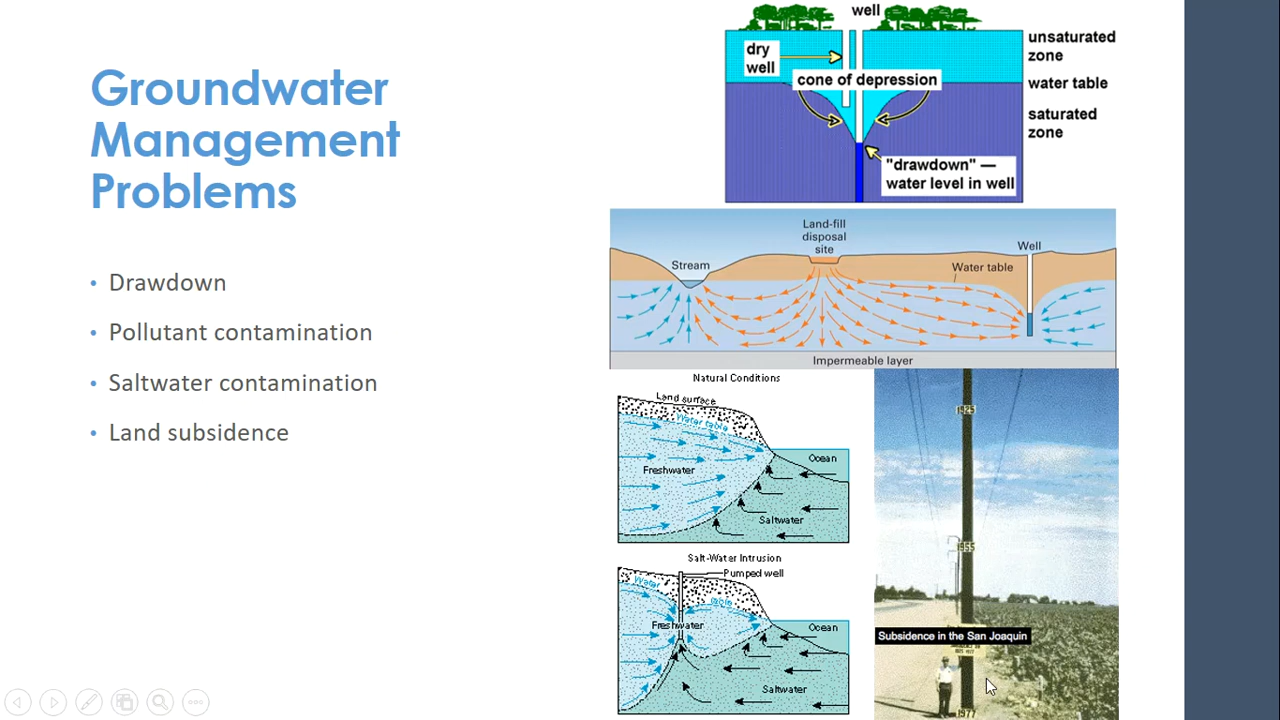 Groundwater
Management
Problems
• Drawdown
• Pollutant contamination
• Saltwater contamination
• Land subsidence
well
dry
well
cone of depression
unsaturated
zone
water table
saturated
zone
"drawdown" —
water level in well
Land-fill
disposal
site
Stream
Well
Water table
Impermeable layer
Natural Conditions
Land surface
Water table
Freshwater
Ocean
Saltwater
Salt-Water Intrusion
Pumped well
Water
table
Freshwater
Ocean
Saltwater
1925
1955
Subsidence in the San Joaquin
1977